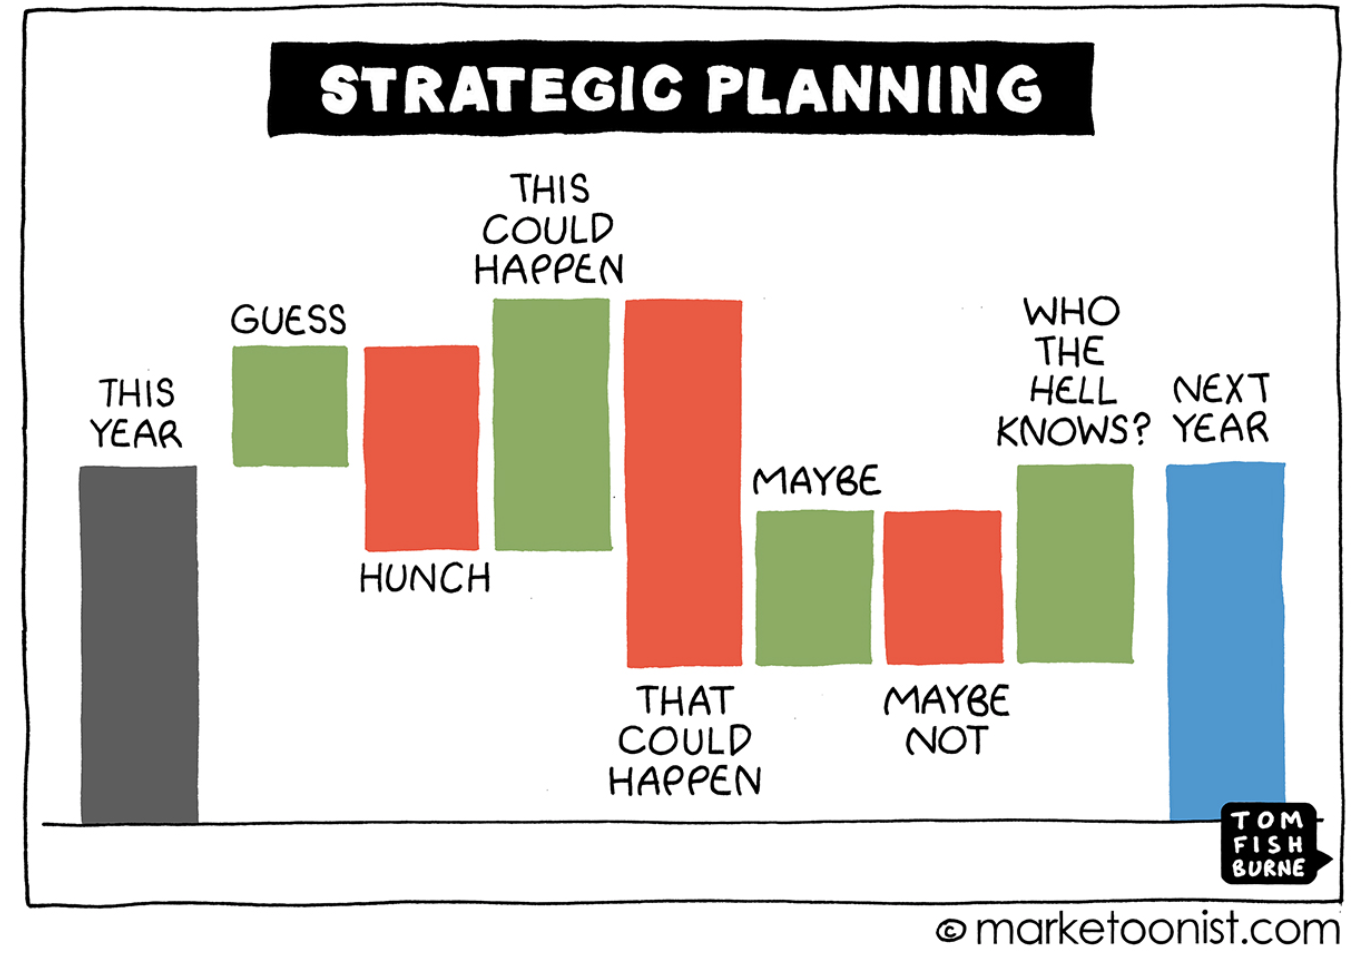 STRATEGIC PLANNING
THIS
YEAR
GUESS
HUNCH
THIS
COULD
HAPPEN
THAT
COULD
HAPPEN
MAYBE
MAYBE
NOT
WHO
THE
HELL
KNOWS?
NEXT
YEAR
TOM
FISH
BURNE
© marketoonist.com